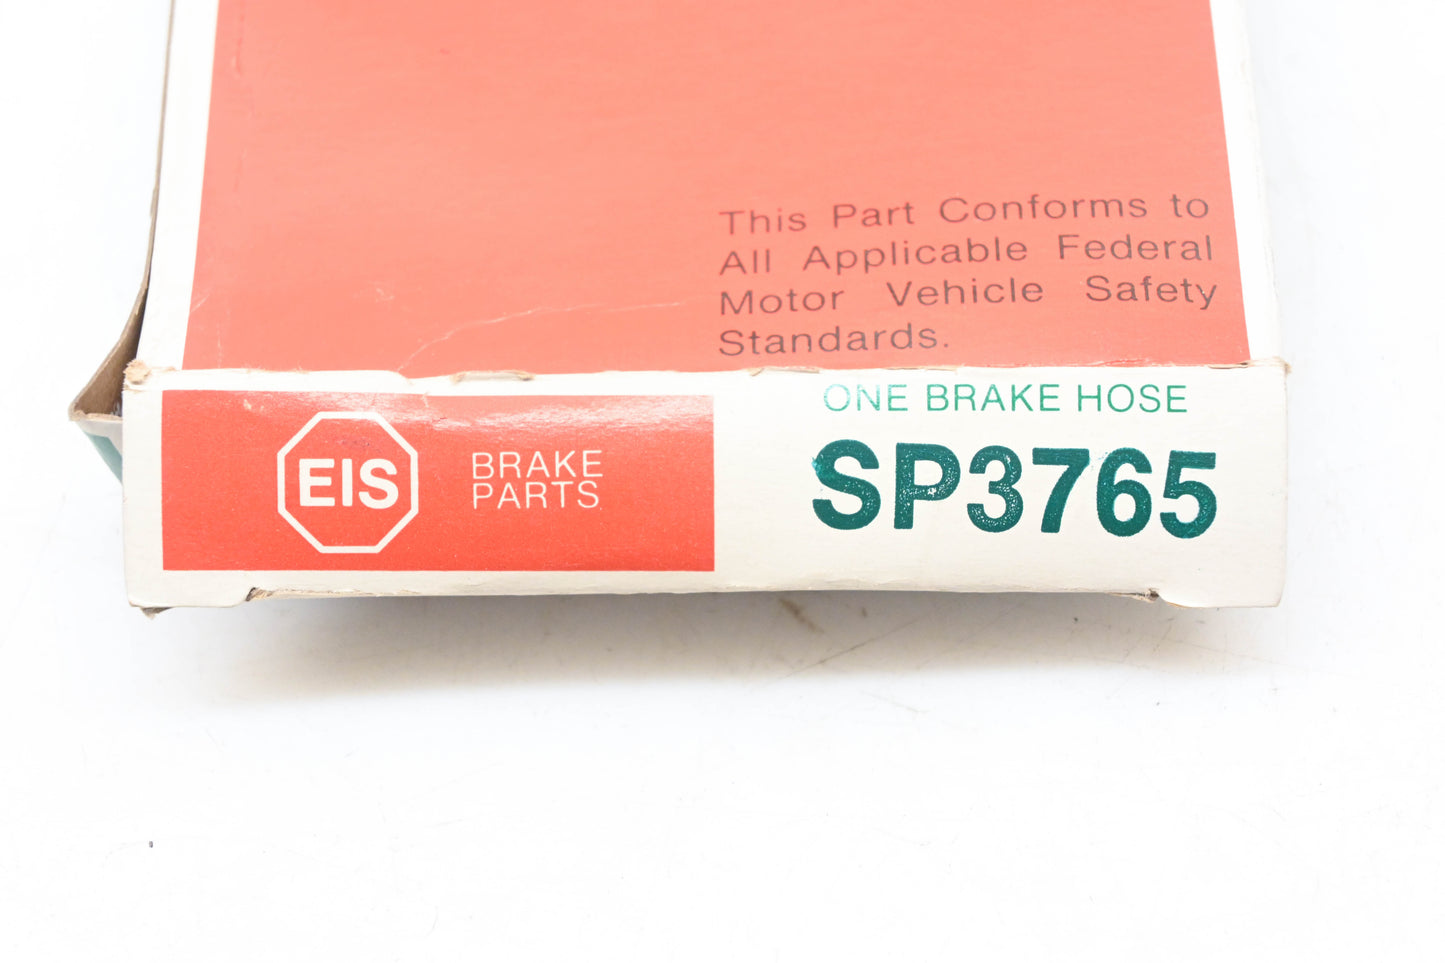 This Part Conforms to
All Applicable Federal
Motor Vehicle Safety
Standards.
EIS
BRAKE
PARTS
ONE BRAKE HOSE
SP3765